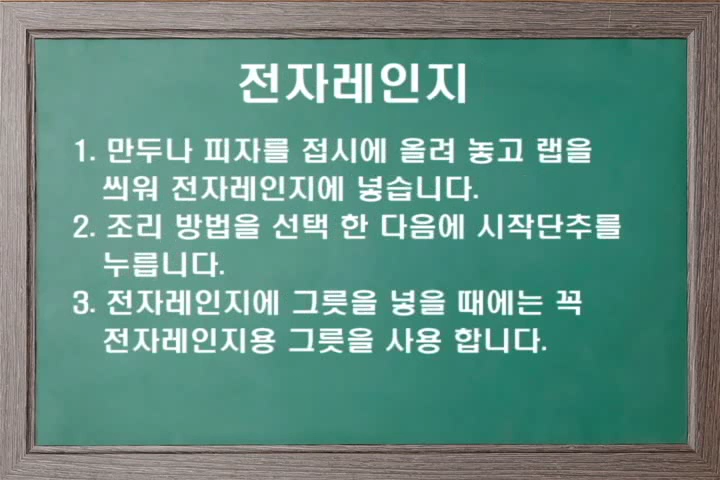 전자레인지
1. 만두나 피자를 접시에 올려 놓고 랩을
씌워 전자레인지에 넣습니다.
2. 조리 방법을 선택 한 다음에 시작단추를
누릅니다.
3. 전자레인지에 그릇을 넣을 때에는 꼭
전자레인지용 그릇을 사용 합니다.